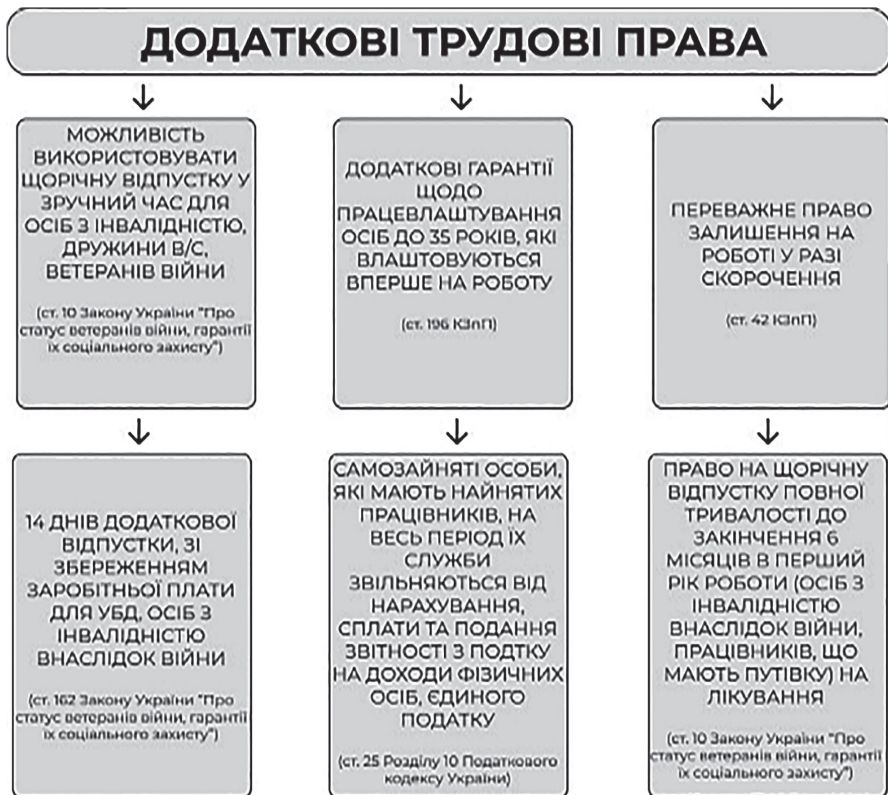 ДОДАТКОВІ ТРУДОВІ ПРАВА
МОЖЛИВІСТЬ
ВИКОРИСТОВУВАТИ
ЩОРІЧНУ ВІДПУСТКУ У
ЗРУЧНИЙ ЧАС ДЛЯ
ОСІБ З ІНВАЛІДНІСТЮ,
ДРУЖИНИ В/С,
ВЕТЕРАНІВ ВІЙНИ
(ст. 10 Закону України "Про
статус ветеранів війни, гарантії
їх соціального захисту")
ДОДАТКОВІ ГАРАНТІЇ
ЩОДО
ПРАЦЕВЛАШТУВАННЯ
ОСІБ ДО 35 РОКІВ, ЯКІ
ВЛАШТОВУЮТЬСЯ
ВПЕРШЕ НА РОБОТУ
(ст. 196 КЗпП)
ПЕРЕВАЖНЕ ПРАВО
ЗАЛИШЕННЯ НА
РОБОТІ У РАЗІ
СКОРОЧЕННЯ
(ст. 42 КЗпП)
14 ДНІВ ДОДАТКОВОЇ
ВІДПУСТКИ, ЗІ
ЗБЕРЕЖЕННЯМ
ЗАРОБІТНЬОЇ ПЛАТИ
ДЛЯ УБД, ОСІБ З
ІНВАЛІДНІСТЮ
ВНАСЛІДОК ВІЙНИ
(ст. 162 Закону України "Про
статус ветеранів війни, гарантії
їх соціального захисту")
САМОЗАЙНЯТІ ОСОБИ,
ЯКІ МАЮТЬ НАЙНЯТИХ
ПРАЦІВНИКІВ, НА
ВЕСЬ ПЕРІОД ЇХ
СЛУЖБИ
ЗВІЛЬНЯЮТЬСЯ ВІД
НАРАХУВАННЯ,
СПЛАТИ ТА ПОДАННЯ
ЗВІТНОСТІ З ПОДТКУ
НА ДОХОДИ ФІЗИЧНИХ
ОСІБ, ЄДИНОГО
ПОДАТКУ
(ст. 25 Розділу 10 Податкового
кодексу України)
ПРАВО НА ЩОРІЧНУ
ВІДПУСТКУ ПОВНОЇ
ТРИВАЛОСТІ ДО
ЗАКІНЧЕННЯ 6
МІСЯЦІВ В ПЕРШИЙ
РІК РОБОТИ (ОСІБ З
ІНВАЛІДНІСТЮ
ВНАСЛІДОК ВІЙНИ,
ПРАЦІВНИКІВ, ЩО
МАЮТЬ ПУТІВКУ) НА
ЛІКУВАННЯ
(ст. 10 Закону України "Про
статус ветеранів війни, гарантії
їх соціального захисту")